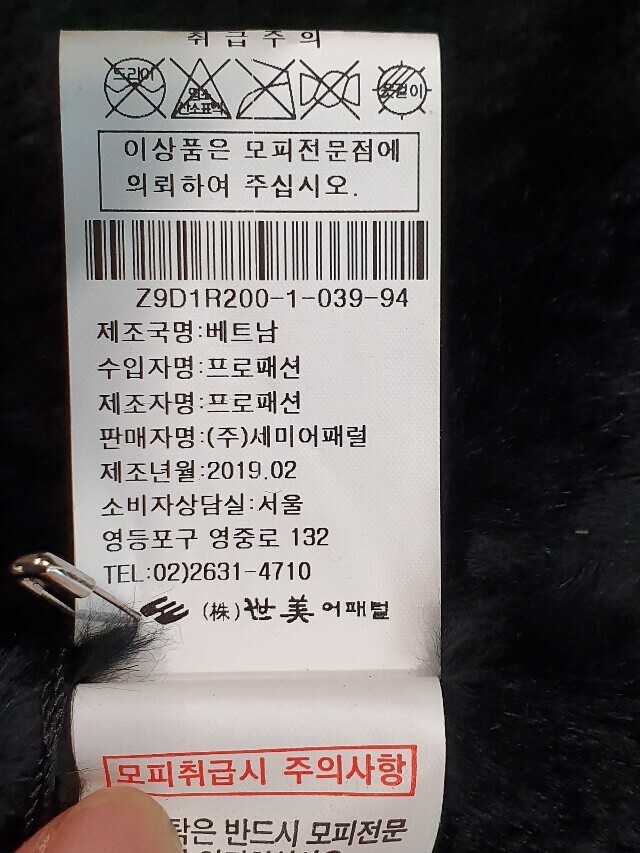 취급주의
드라이
염소
산소표백
옷걸이
이상품은 모피전문점에
의뢰하여 주십시오.
Z9D1R200-1-039-94
제조국명:베트남
수입자명:프로패션
제조자명:프로패션
판매자명:(주)세미어패럴
제조년월:2019.02
소비자상담실:서울
영등포구 영중로 132
TEL:02)2631-4710
(株)世美어패럴
모피취급시 주의사항
탁은 반드시 모피전문